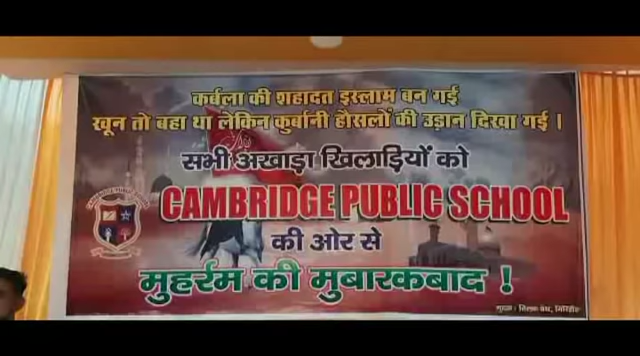 कर्बला की शहादत इस्लाम बन गई
खून तो बहा था लेकिन कुर्बानी हौसलों की उड़ान दिखा गई ।
सभी अखाड़ा खिलाड़ियों को
CAMBRIDGE PUBLIC SCHOOL
की ओर से
मुहर्रम की मुबारकबाद !